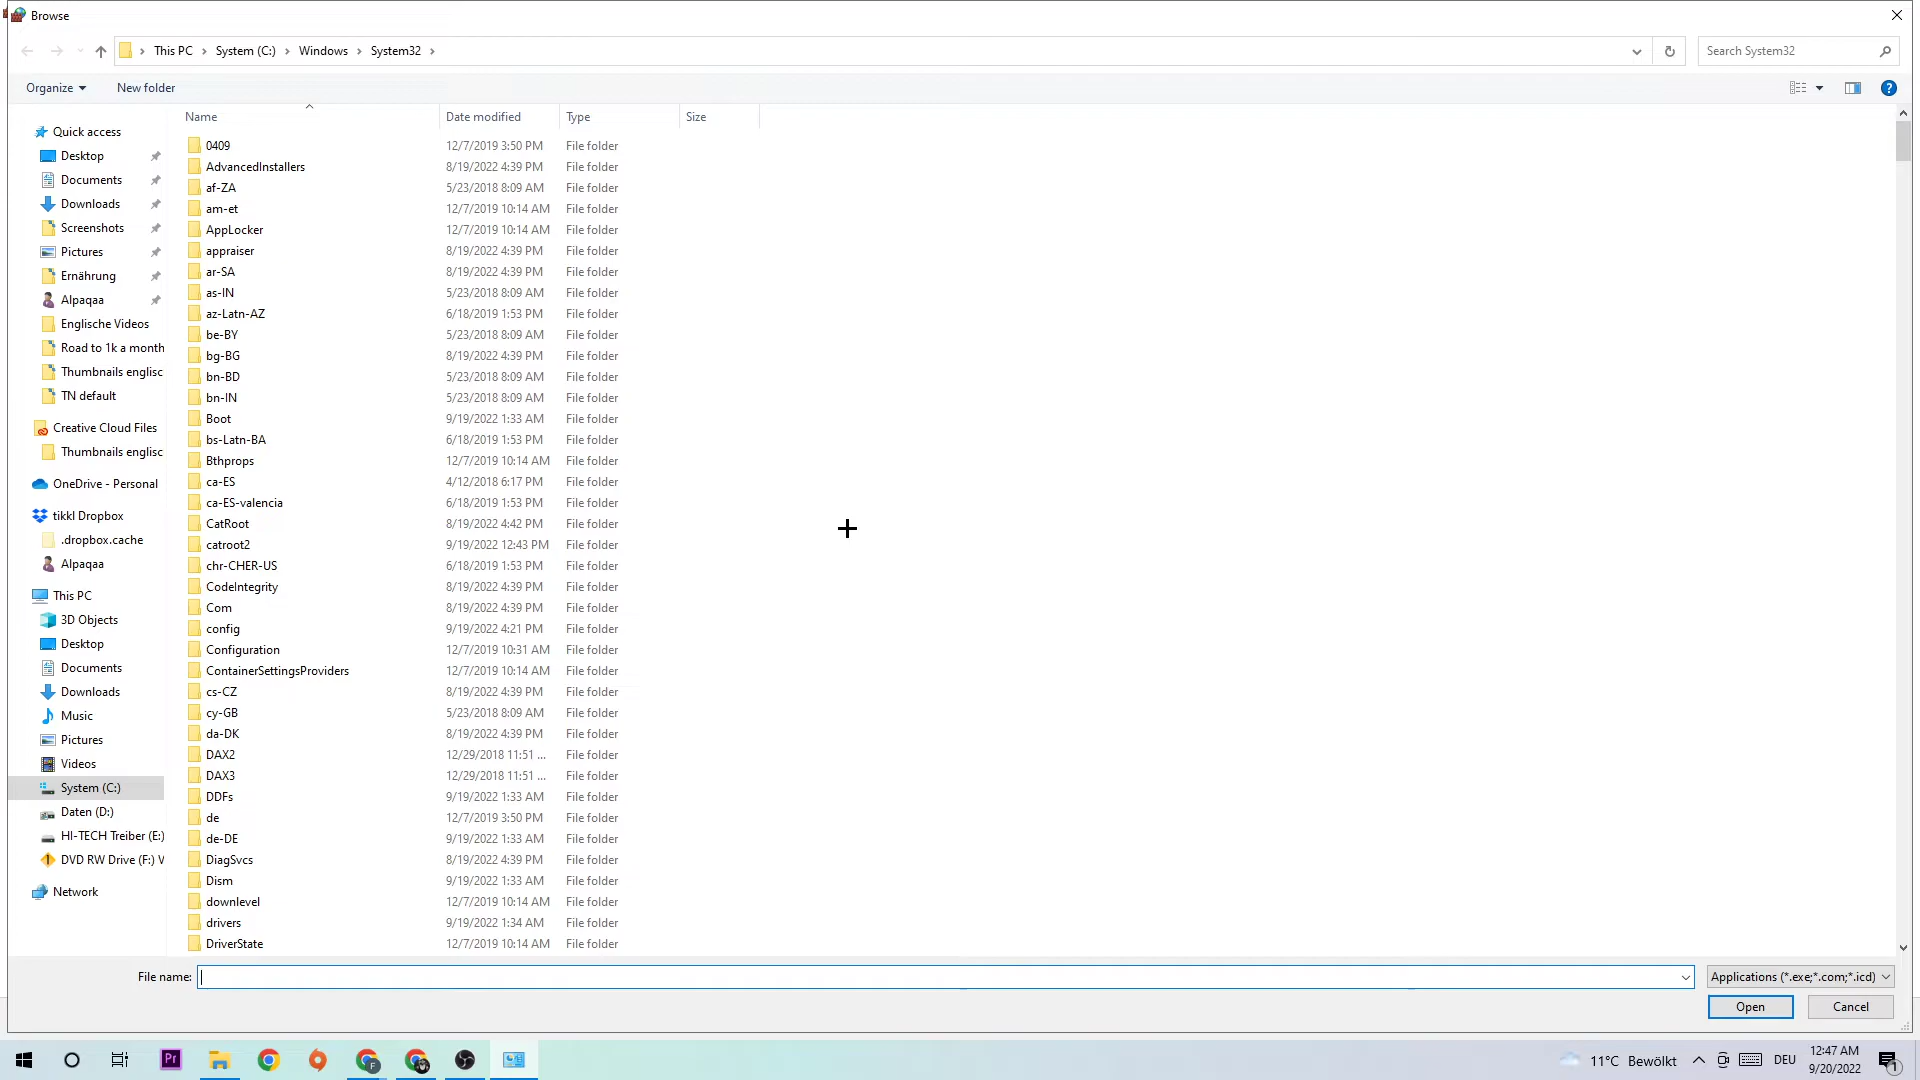 Browse
This PC
System (C:)
Windows
System32
Search System32
Organize
New folder
Name
Date modified
Type
Size
Quick access
Desktop
Documents
Downloads
Screenshots
Pictures
Ernährung
Alpaqaa
Englische Videos
Road to 1k a month
Thumbnails englisc
TN default
Creative Cloud Files
Thumbnails englisc
OneDrive - Personal
tikkl Dropbox
.dropbox.cache
Alpaqaa
This PC
3D Objects
Desktop
Documents
Downloads
Music
Pictures
Videos
System (C:)
Daten (D:)
HI-TECH Treiber (E:)
DVD RW Drive (F:) V
Network
0409 12/7/2019 3:50 PM File folder
AdvancedInstallers 8/19/2022 4:39 PM File folder
af-ZA 5/23/2018 8:09 AM File folder
am-et 12/7/2019 10:14 AM File folder
AppLocker 12/7/2019 10:14 AM File folder
appraiser 8/19/2022 4:39 PM File folder
ar-SA 8/19/2022 4:39 PM File folder
as-IN 5/23/2018 8:09 AM File folder
az-Latn-AZ 6/18/2019 1:53 PM File folder
be-BY 5/23/2018 8:09 AM File folder
bg-BG 8/19/2022 4:39 PM File folder
bn-BD 5/23/2018 8:09 AM File folder
bn-IN 5/23/2018 8:09 AM File folder
Boot 9/19/2022 1:33 AM File folder
bs-Latn-BA 6/18/2019 1:53 PM File folder
Bthprops 12/7/2019 10:14 AM File folder
ca-ES 4/12/2018 6:17 PM File folder
ca-ES-valencia 6/18/2019 1:53 PM File folder
CatRoot 8/19/2022 4:42 PM File folder
catroot2 9/19/2022 12:43 PM File folder
chr-CHER-US 6/18/2019 1:53 PM File folder
CodeIntegrity 8/19/2022 4:39 PM File folder
Com 8/19/2022 4:39 PM File folder
config 9/19/2022 4:21 PM File folder
Configuration 12/7/2019 10:31 AM File folder
ContainerSettingsProviders 12/7/2019 10:14 AM File folder
cs-CZ 8/19/2022 4:39 PM File folder
cy-GB 5/23/2018 8:09 AM File folder
da-DK 8/19/2022 4:39 PM File folder
DAX2 12/29/2018 11:51 ... File folder
DAX3 12/29/2018 11:51 ... File folder
DDFs 9/19/2022 1:33 AM File folder
de 12/7/2019 3:50 PM File folder
de-DE 9/19/2022 1:33 AM File folder
DiagSvcs 8/19/2022 4:39 PM File folder
Dism 9/19/2022 1:33 AM File folder
downlevel 12/7/2019 10:14 AM File folder
drivers 9/19/2022 1:34 AM File folder
DriverState 12/7/2019 10:14 AM File folder
File name:
Applications (*.exe;*.com;*.icd)
Open
Cancel
Pr
F
11°C Bewölkt
DEU
12:47 AM
9/20/2022
1